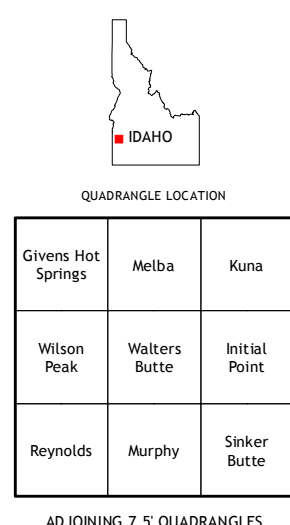 IDAHO
QUADRANGLE LOCATION
Givens Hot
Springs
Melba
Kuna
Wilson
Peak
Walters
Butte
Initial
Point
Reynolds
Murphy
Sinker
Butte
ADJOINING 7.5' QUADRANGLES